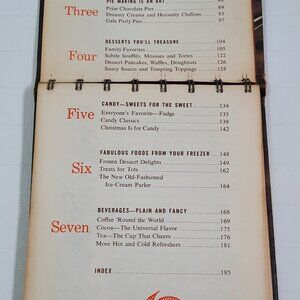 PIE MAKING IS AN ART
Three
Prize Chocolate Pies 89
Dreamy Creams and Heavenly Chiffons 93
Gala Party Pies 97
DESSERTS YOU'LL TREASURE 104
Four
Family Favorites 105
Subtle Soufflés, Mousses and Tortes 122
Dessert Pancakes, Waffles, Doughnuts 126
Saucy Sauces and Tempting Toppings 128
CANDY—SWEETS FOR THE SWEET 134
Five
Everyone's Favorite—Fudge 135
Candy Classics 138
Christmas Is for Candy 142
FABULOUS FOODS FROM YOUR FREEZER 148
Six
Frozen Dessert Delights 149
Treats for Tots 162
The New Old-Fashioned
Ice-Cream Parlor 164
BEVERAGES—PLAIN AND FANCY 168
Seven
Coffee 'Round the World 169
Cocoa—The Universal Flavor 175
Tea—The Cup That Cheers 176
More Hot and Cold Refreshers 181
INDEX 185